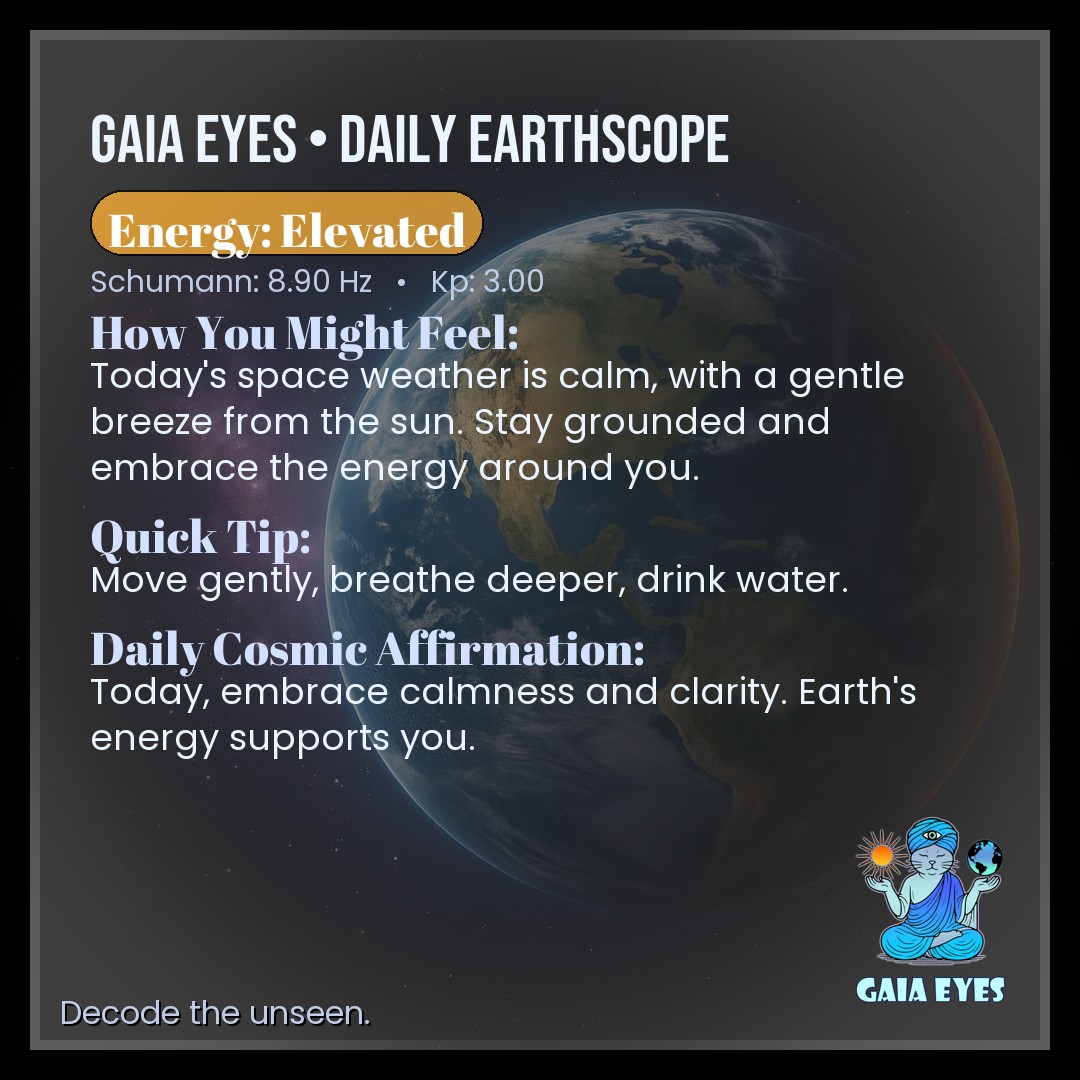 GAIA EYES • DAILY EARTHSCOPE
Energy: Elevated
Schumann: 8.90 Hz • Kp: 3.00
How You Might Feel:
Today's space weather is calm, with a gentle
breeze from the sun. Stay grounded and
embrace the energy around you.
Quick Tip:
Move gently, breathe deeper, drink water.
Daily Cosmic Affirmation:
Today, embrace calmness and clarity. Earth's
energy supports you.
GAIA EYES
Decode the unseen.